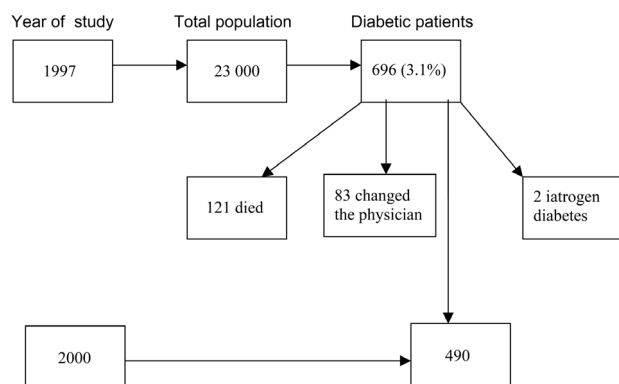 Year of study
Total population
Diabetic patients
1997
23 000
696 (3.1%)
121 died
83 changed
the physician
2 iatrogen
diabetes
2000
490